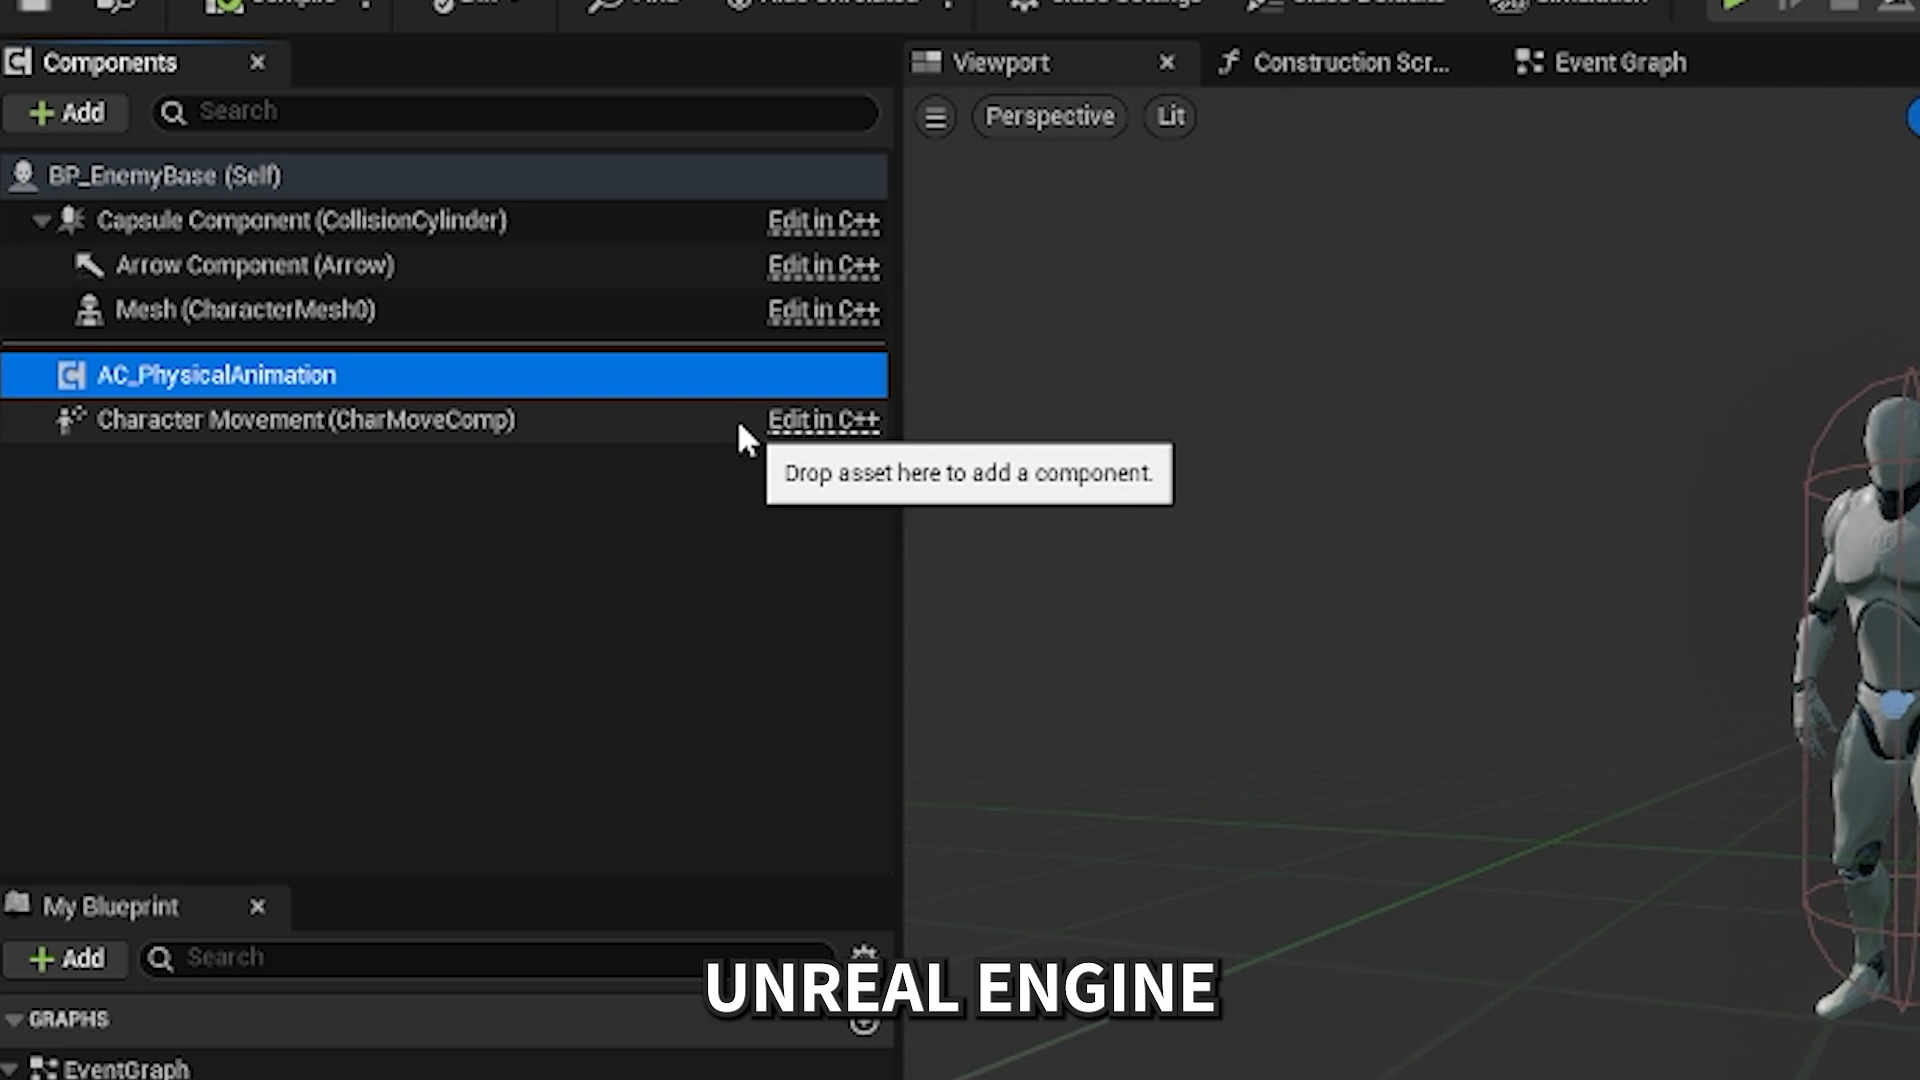 Components
Viewport
Construction Scr...
Event Graph
Add
Search
Perspective
Lit
BP_EnemyBase (Self)
Capsule Component (CollisionCylinder)
Edit in C++
Arrow Component (Arrow)
Edit in C++
Mesh (CharacterMesh0)
Edit in C++
AC_PhysicalAnimation
Character Movement (CharMoveComp)
Edit in C++
Drop asset here to add a component.
My Blueprint
Add
Search
UNREAL ENGINE
GRAPHS
EventGraph